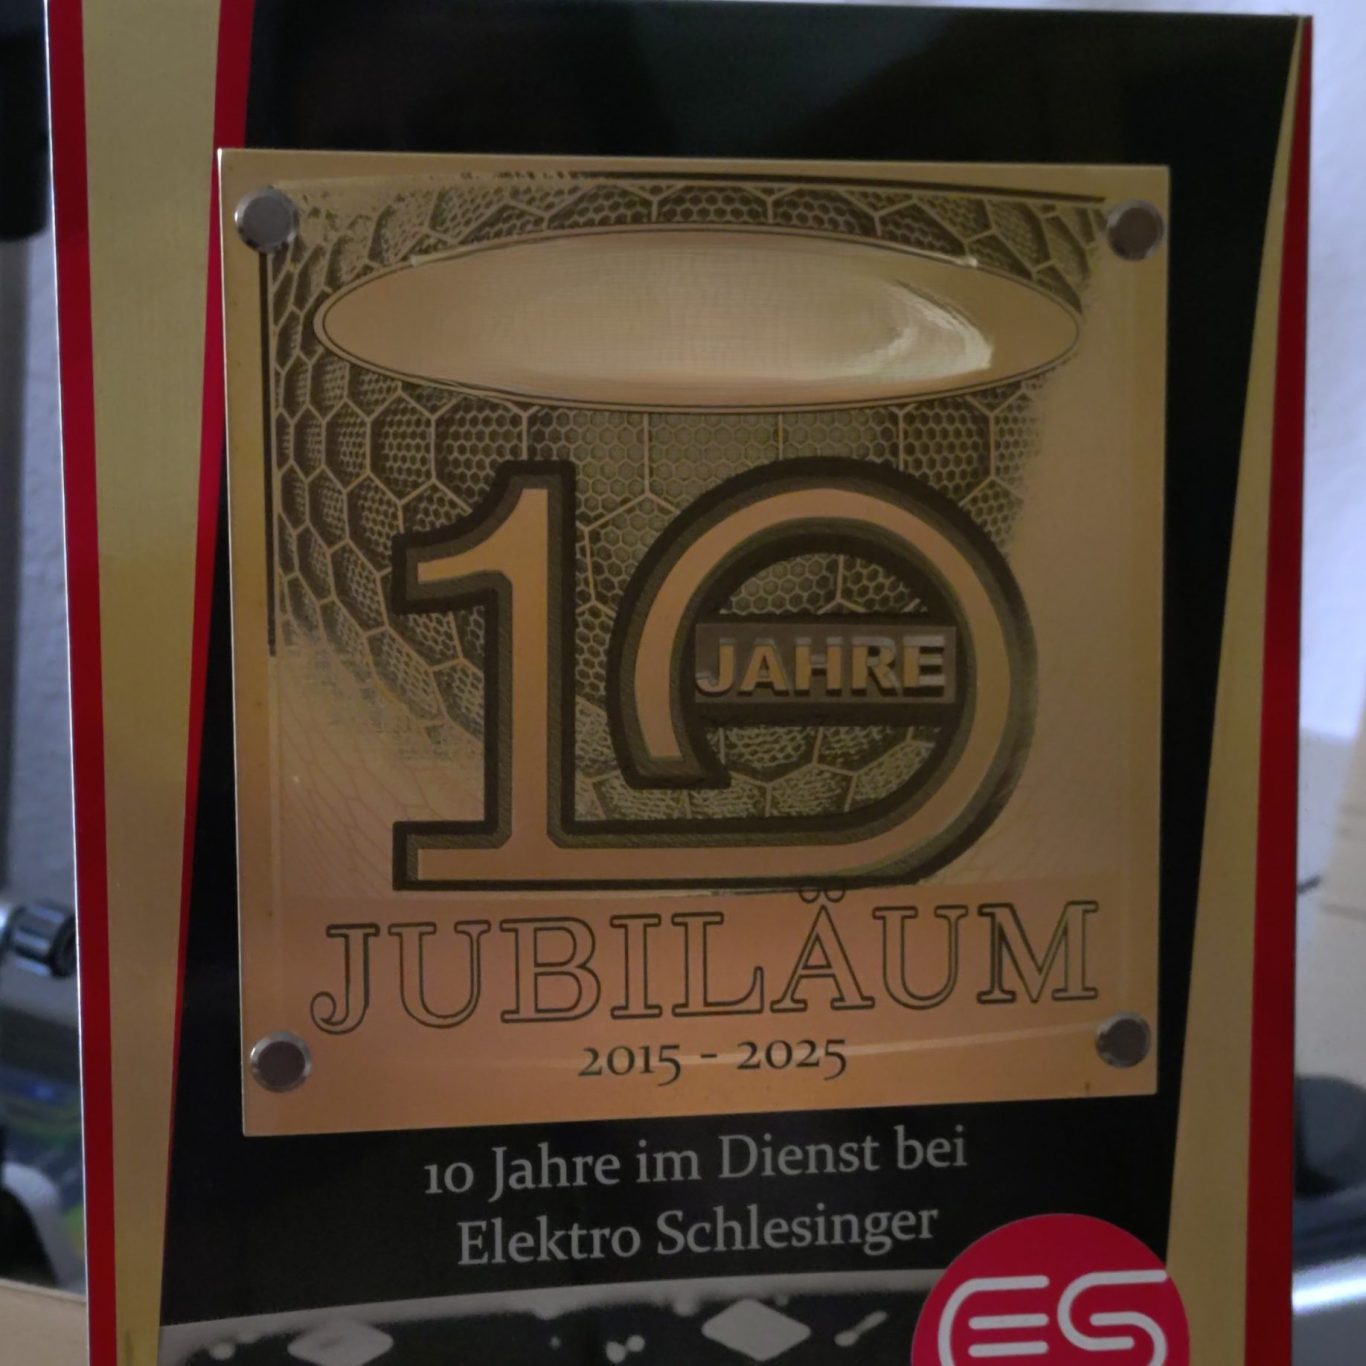 10
JAHRE
JUBILÄUM
2015 - 2025
10 Jahre im Dienst bei
Elektro Schlesinger
ES